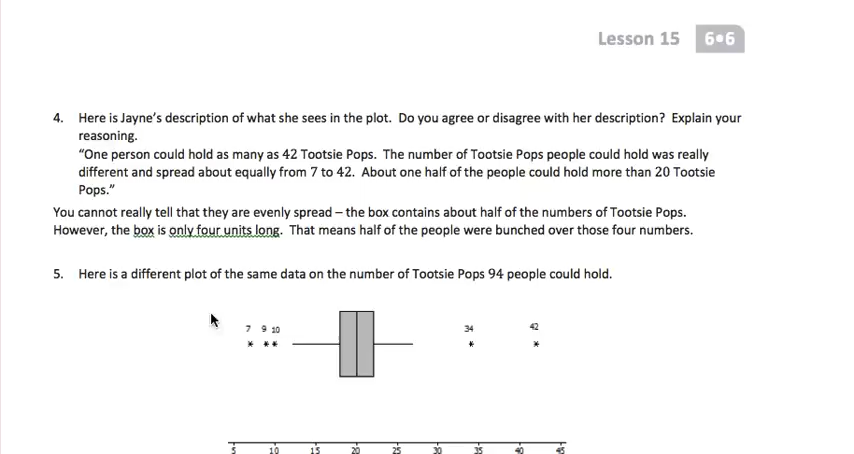 Lesson 15 6•6
4. Here is Jayne's description of what she sees in the plot. Do you agree or disagree with her description? Explain your
reasoning.
"One person could hold as many as 42 Tootsie Pops. The number of Tootsie Pops people could hold was really
different and spread about equally from 7 to 42. About one half of the people could hold more than 20 Tootsie
Pops."
You cannot really tell that they are evenly spread – the box contains about half of the numbers of Tootsie Pops.
However, the box is only four units long. That means half of the people were bunched over those four numbers.
5. Here is a different plot of the same data on the number of Tootsie Pops 94 people could hold.
7 9 10 34 42
* * * * *
5 10 15 20 25 30 35 40 45